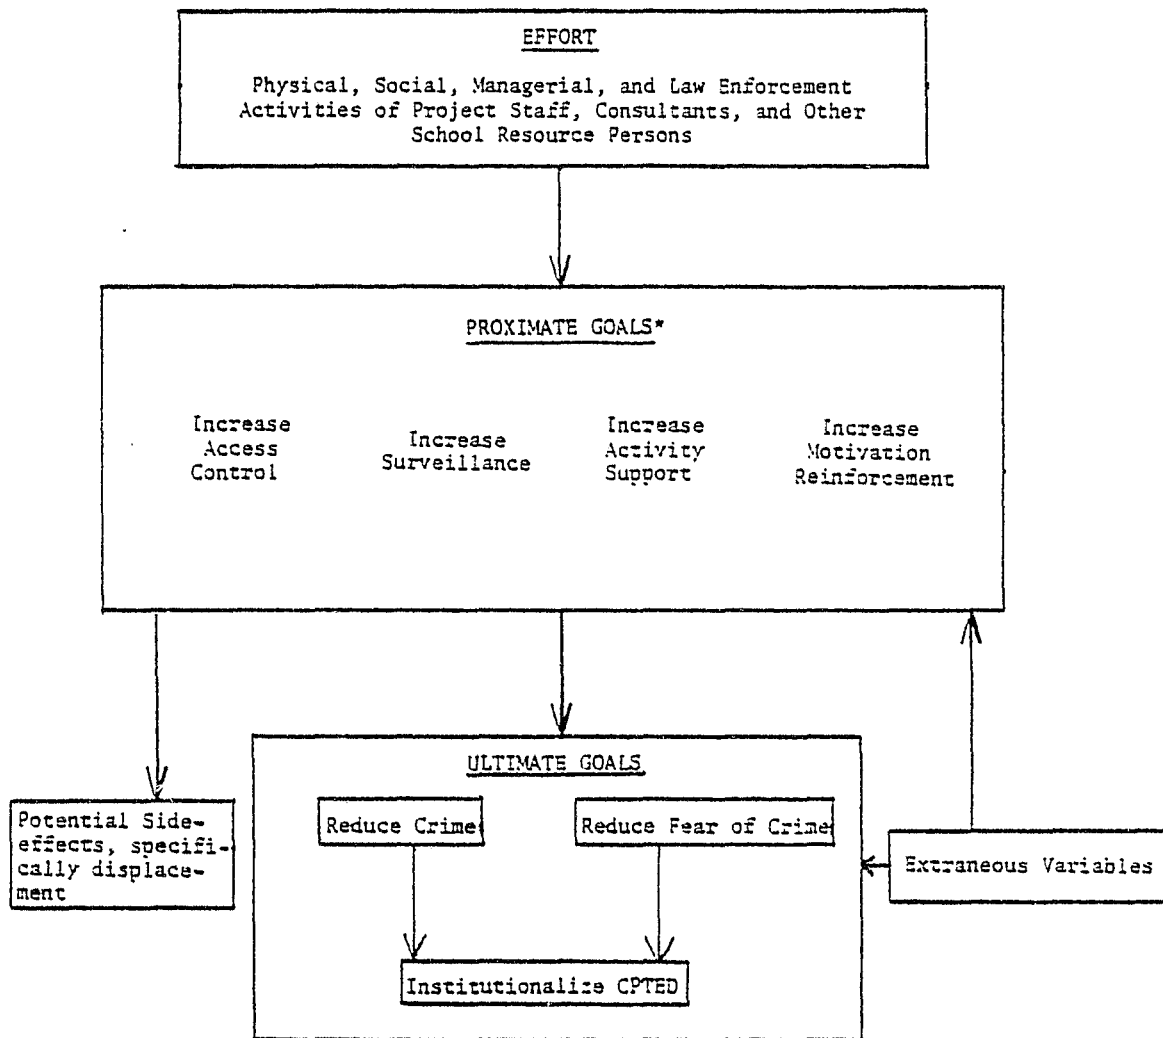 EFFORT
Physical, Social, Managerial, and Law Enforcement
Activities of Project Staff, Consultants, and Other
School Resource Persons
PROXIMATE GOALS*
Increase
Access
Control
Increase
Surveillance
Increase
Activity
Support
Increase
Motivation
Reinforcement
ULTIMATE GOALS
Reduce Crime
Reduce Fear of Crime
Institutionalize CPTED
Potential Side-
effects, specifi-
cally displace-
ment
Extraneous Variables